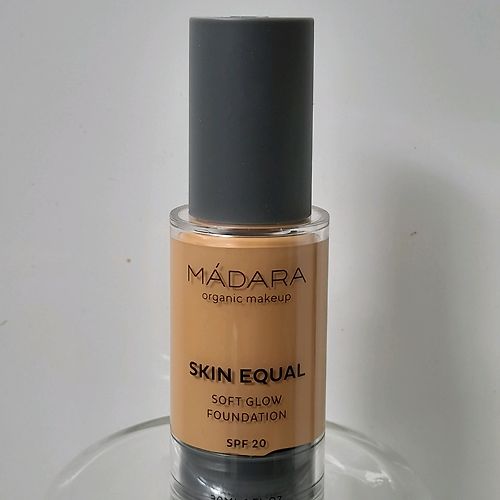 MÁDARA
organic makeup
SKIN EQUAL
SOFT GLOW
FOUNDATION
SPF 20